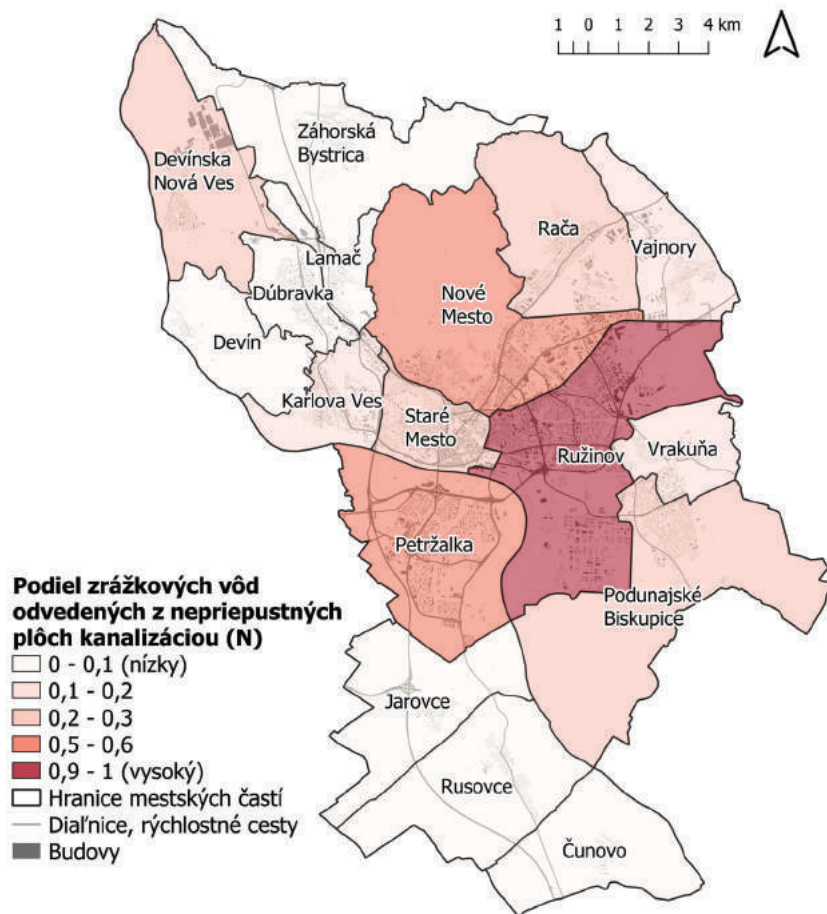 1 0 1 2 3 4 km
Záhorská
Bystrica
Devínska
Nová Ves
Rača
Vajnory
Lamač
Dúbravka
Nové
Mesto
Devín
Karlova Ves
Staré
Mesto
Ružinov
Vrakuňa
Petržalka
Podunajské
Biskupice
Podiel zrážkových vôd
odvedených z nepriepustných
plôch kanalizáciou (N)
0 - 0,1 (nízky)
0,1 - 0,2
0,2 - 0,3
0,5 - 0,6
0,9 - 1 (vysoký)
Hranice mestských častí
Diaľnice, rýchlostné cesty
Budovy
Jarovce
Rusovce
Čunovo